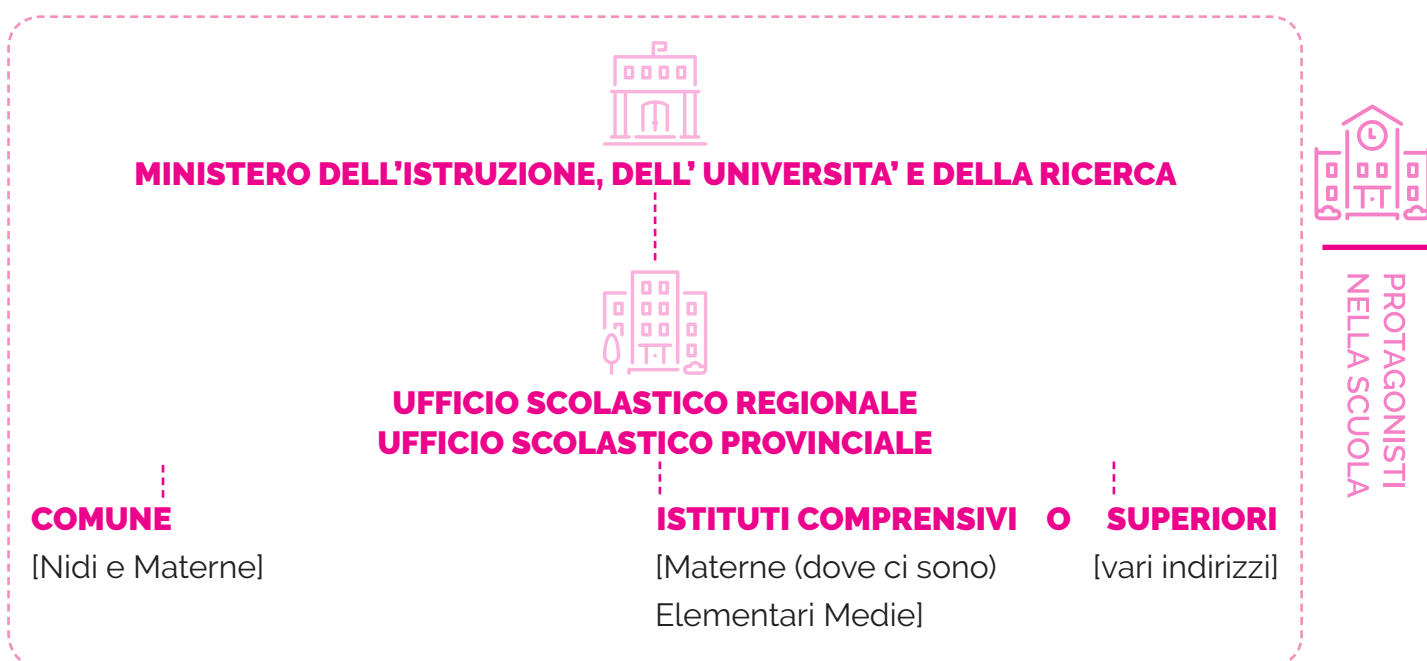 MINISTERO DELL’ISTRUZIONE, DELL’ UNIVERSITA’ E DELLA RICERCA
UFFICIO SCOLASTICO REGIONALE
UFFICIO SCOLASTICO PROVINCIALE
COMUNE
[Nidi e Materne]
ISTITUTI COMPRENSIVI O SUPERIORI
[Materne (dove ci sono) [vari indirizzi]
Elementari Medie]
PROTAGONISTI
NELLA SCUOLA